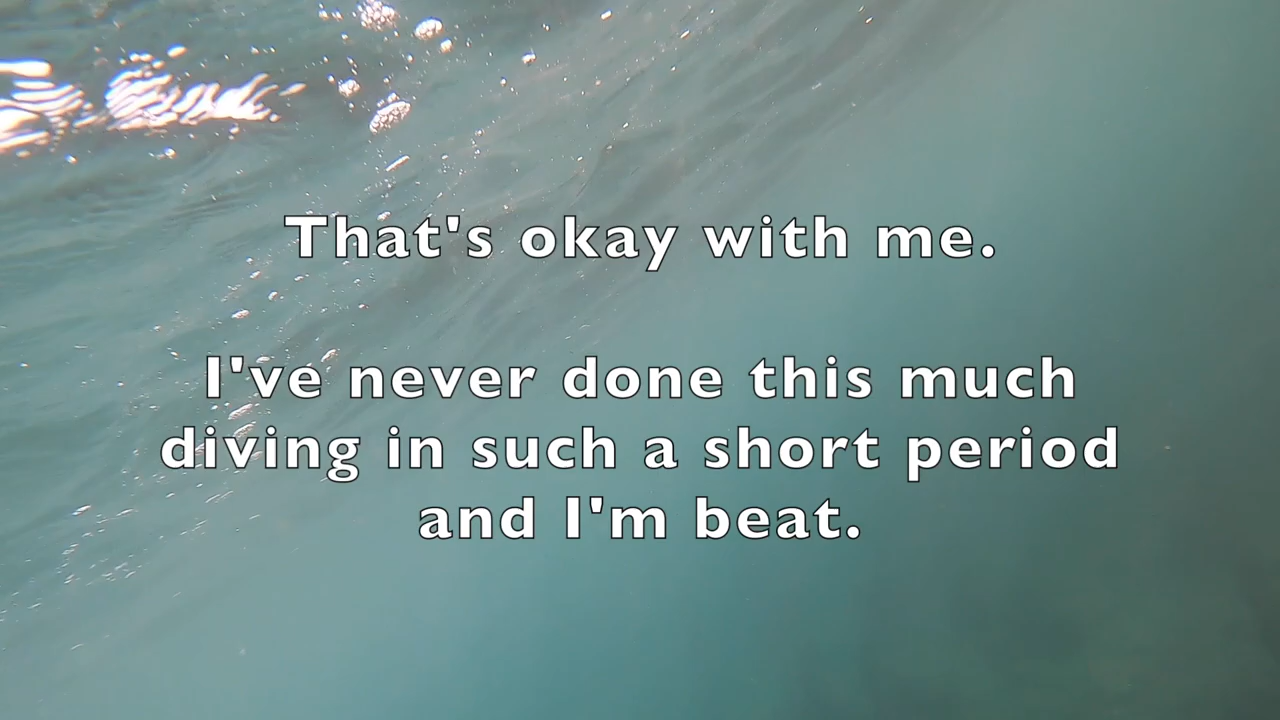 That's okay with me.
I've never done this much
diving in such a short period
and I'm beat.